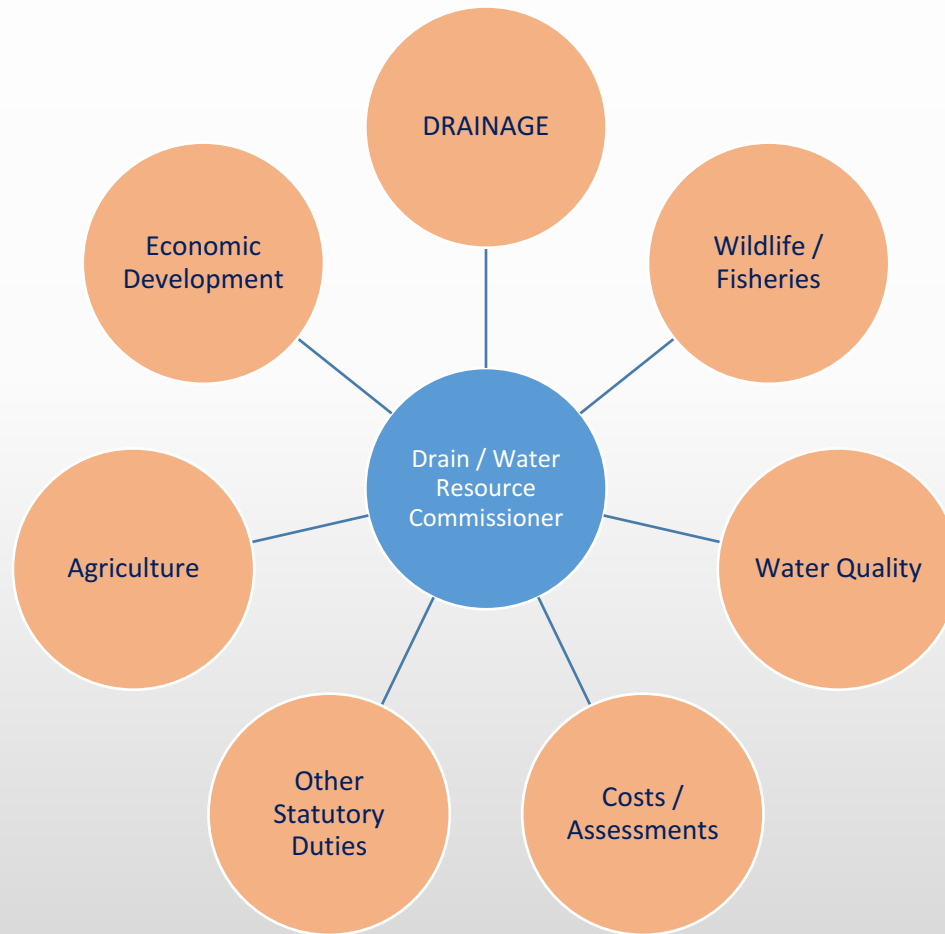 DRAINAGE
Economic
Development
Wildlife /
Fisheries
Drain / Water
Resource
Commissioner
Agriculture
Water Quality
Other
Statutory
Duties
Costs /
Assessments